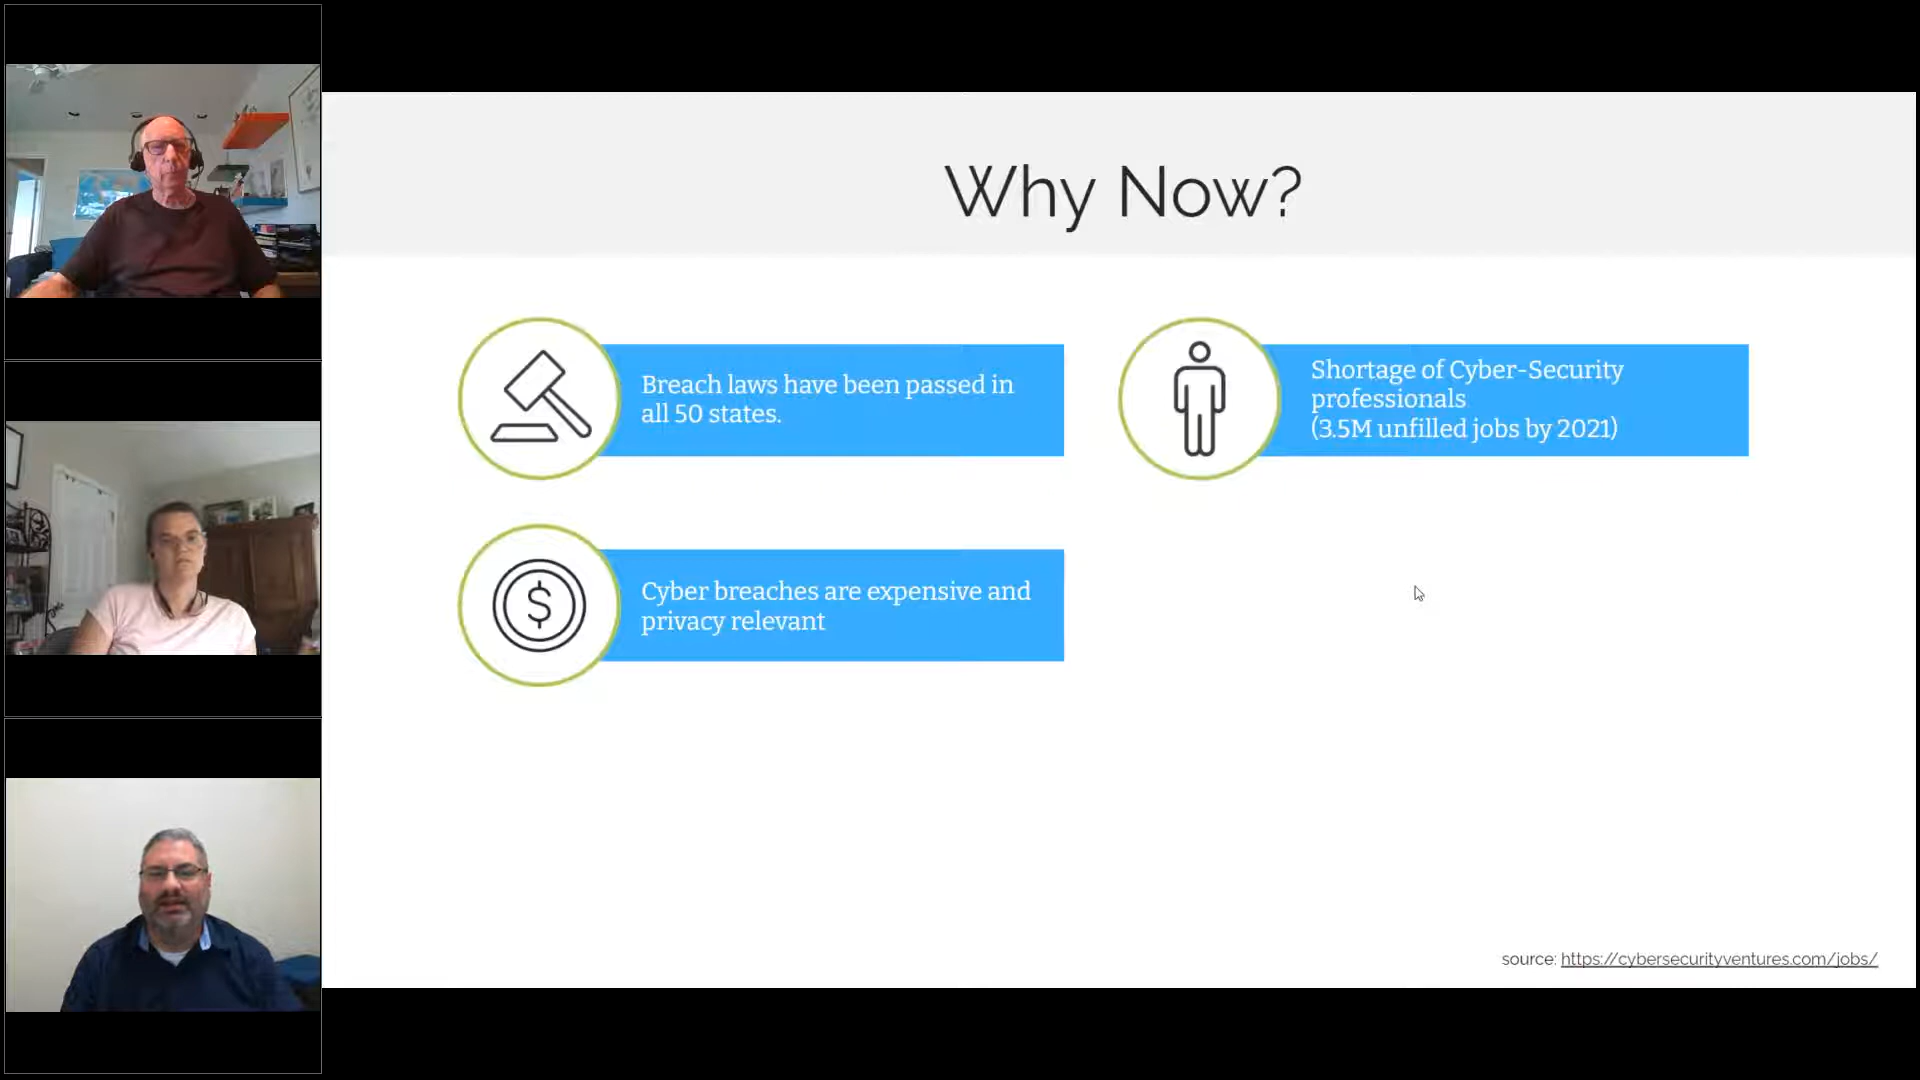 Why Now?
Breach laws have been passed in
all 50 states.
Shortage of Cyber-Security
professionals
(3.5M unfilled jobs by 2021)
$
Cyber breaches are expensive and
privacy relevant
source: https://cybersecurityventures.com/jobs/